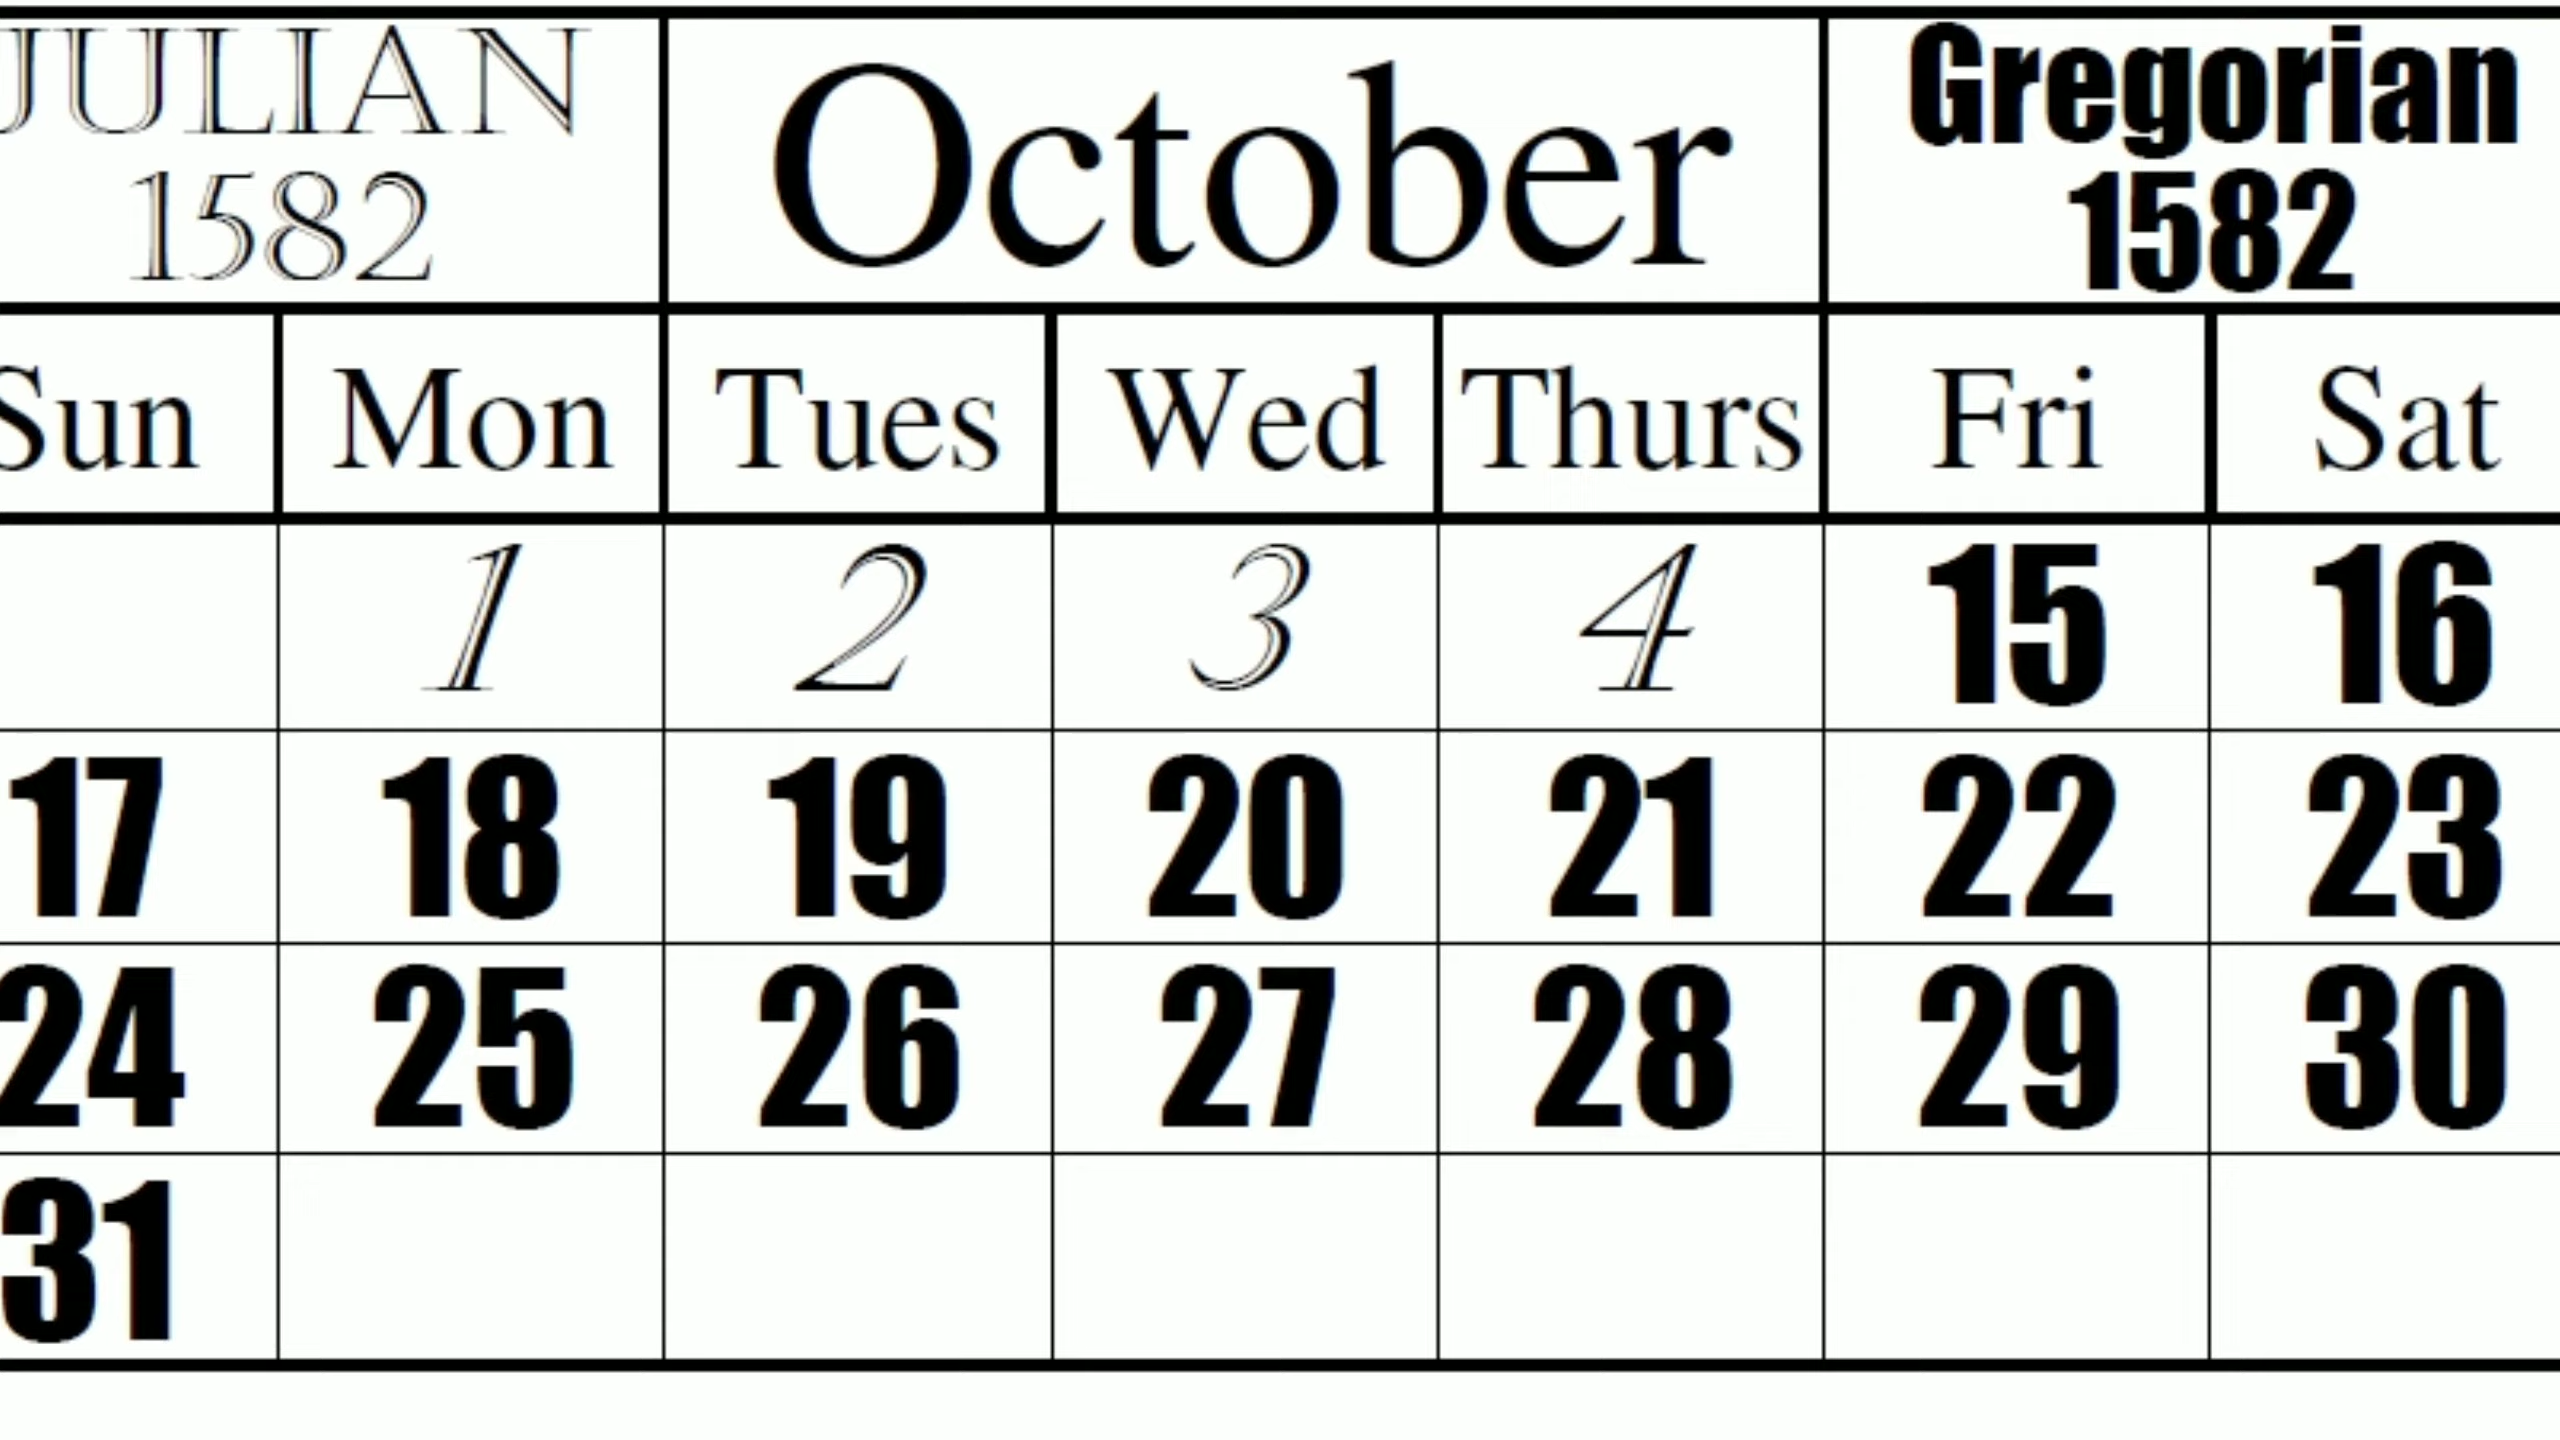 JULIAN
1582
October
Gregorian
1582
Sun Mon Tues Wed Thurs Fri Sat
1 2 3 4 15 16
17 18 19 20 21 22 23
24 25 26 27 28 29 30
31